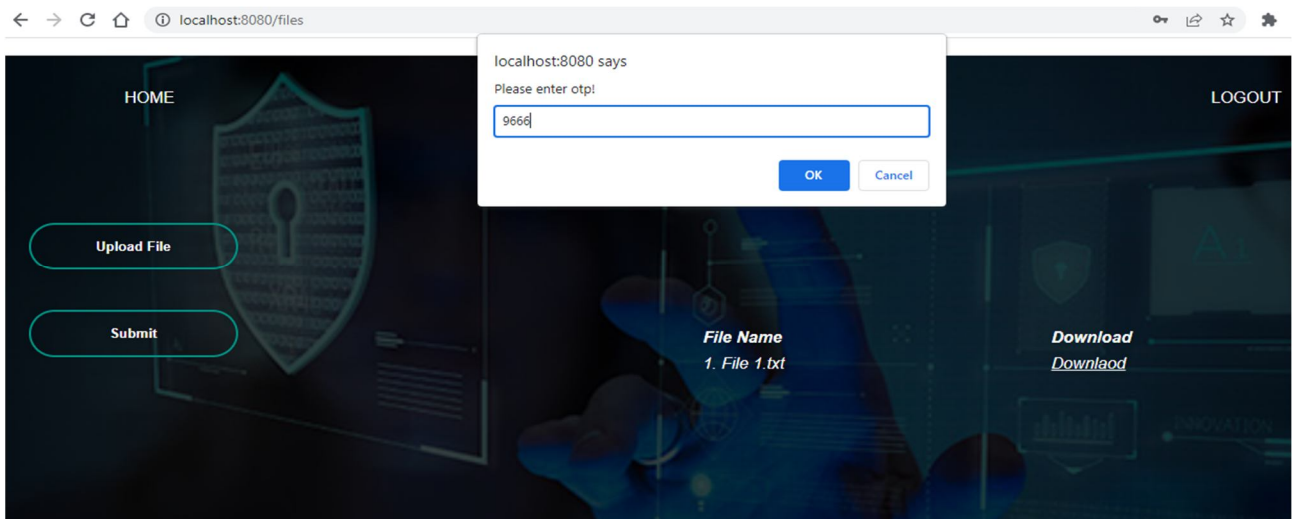 localhost:8080/files
localhost:8080 says
Please enter otp!
9666
OK Cancel
HOME
LOGOUT
Upload File
Submit
File Name Download
1. File 1.txt Downlaod
INNOVATION